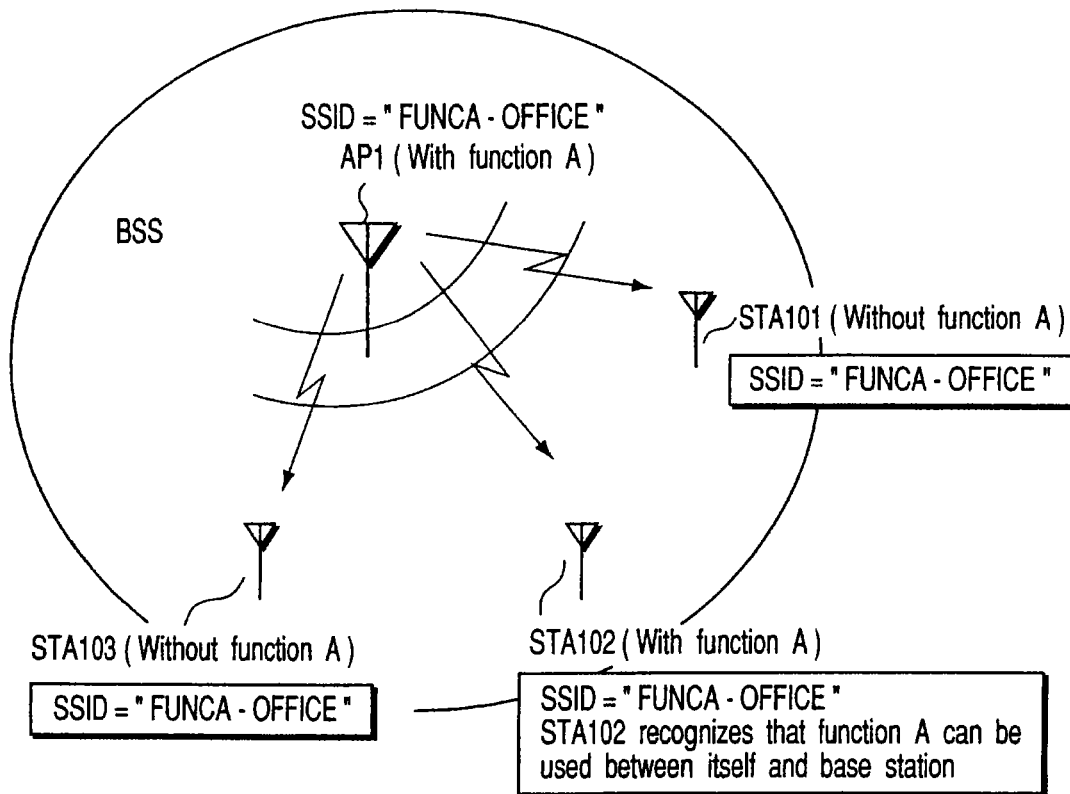 SSID = " FUNCA - OFFICE "
AP1 ( With function A )
BSS
STA101 ( Without function A )
SSID = " FUNCA - OFFICE "
STA103 ( Without function A )
SSID = " FUNCA - OFFICE "
STA102 ( With function A )
SSID = " FUNCA - OFFICE "
STA102 recognizes that function A can be
used between itself and base station